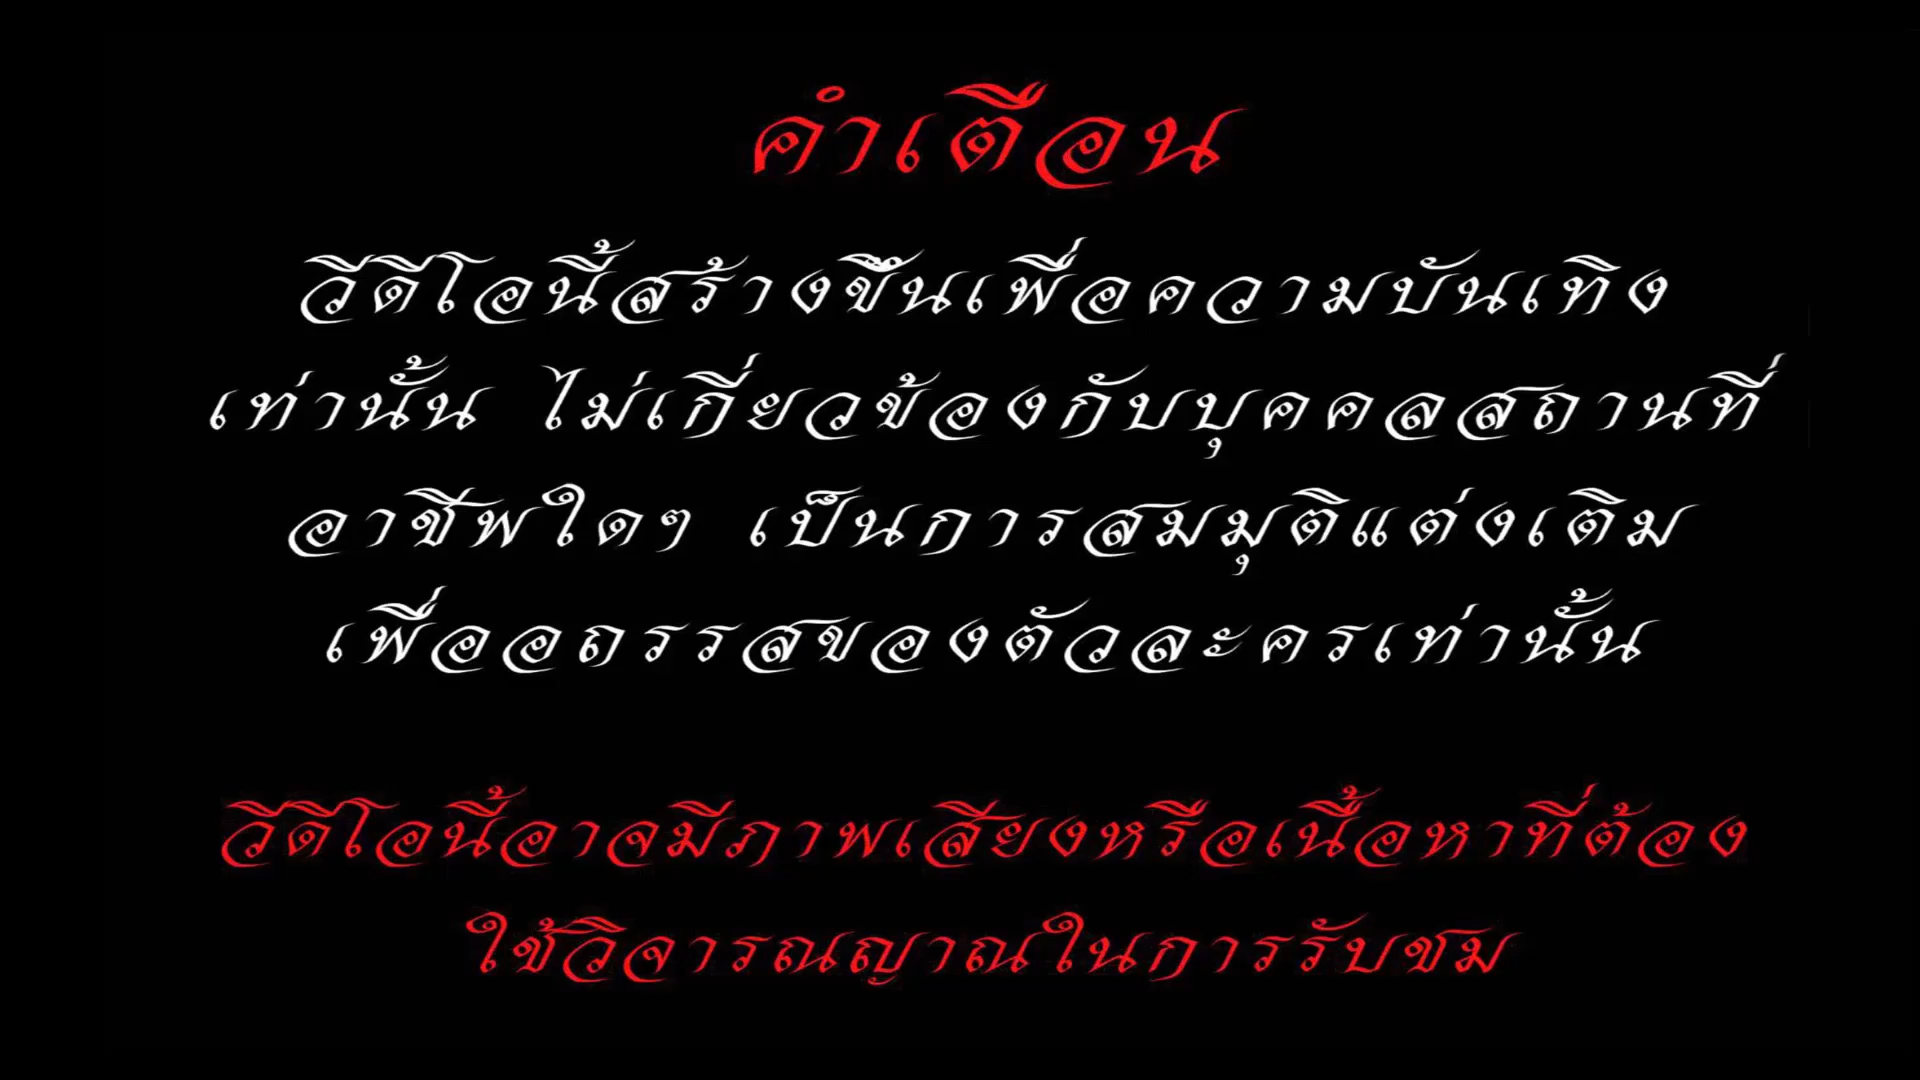 คำเตือน
วีดีโอนี้สร้างขึ้นเพื่อความบันเทิง
เท่านั้น ไม่เกี่ยวข้องกับบุคคลสถานที่
อาชีพใดๆ เป็นการสมมุติแต่งเติม
เพื่ออถรรสของตัวละครเท่านั้น
วีดีโอนี้อาจมีภาพเสียงหรือเนื้อหาที่ต้อง
ใช้วิจารณญาณในการรับชม